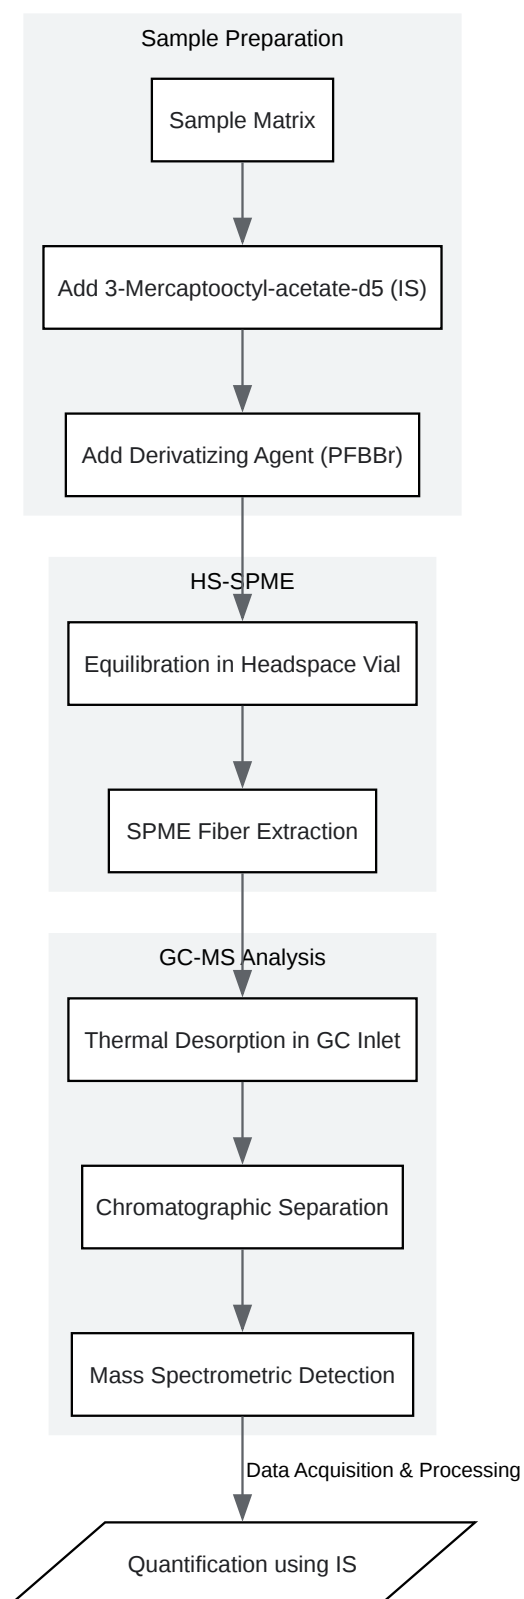 Sample Preparation
Sample Matrix
Add 3-Mercaptooctyl-acetate-d5 (IS)
Add Derivatizing Agent (PFBBr)
HS-SPME
Equilibration in Headspace Vial
SPME Fiber Extraction
GC-MS Analysis
Thermal Desorption in GC Inlet
Chromatographic Separation
Mass Spectrometric Detection
Data Acquisition & Processing
Quantification using IS